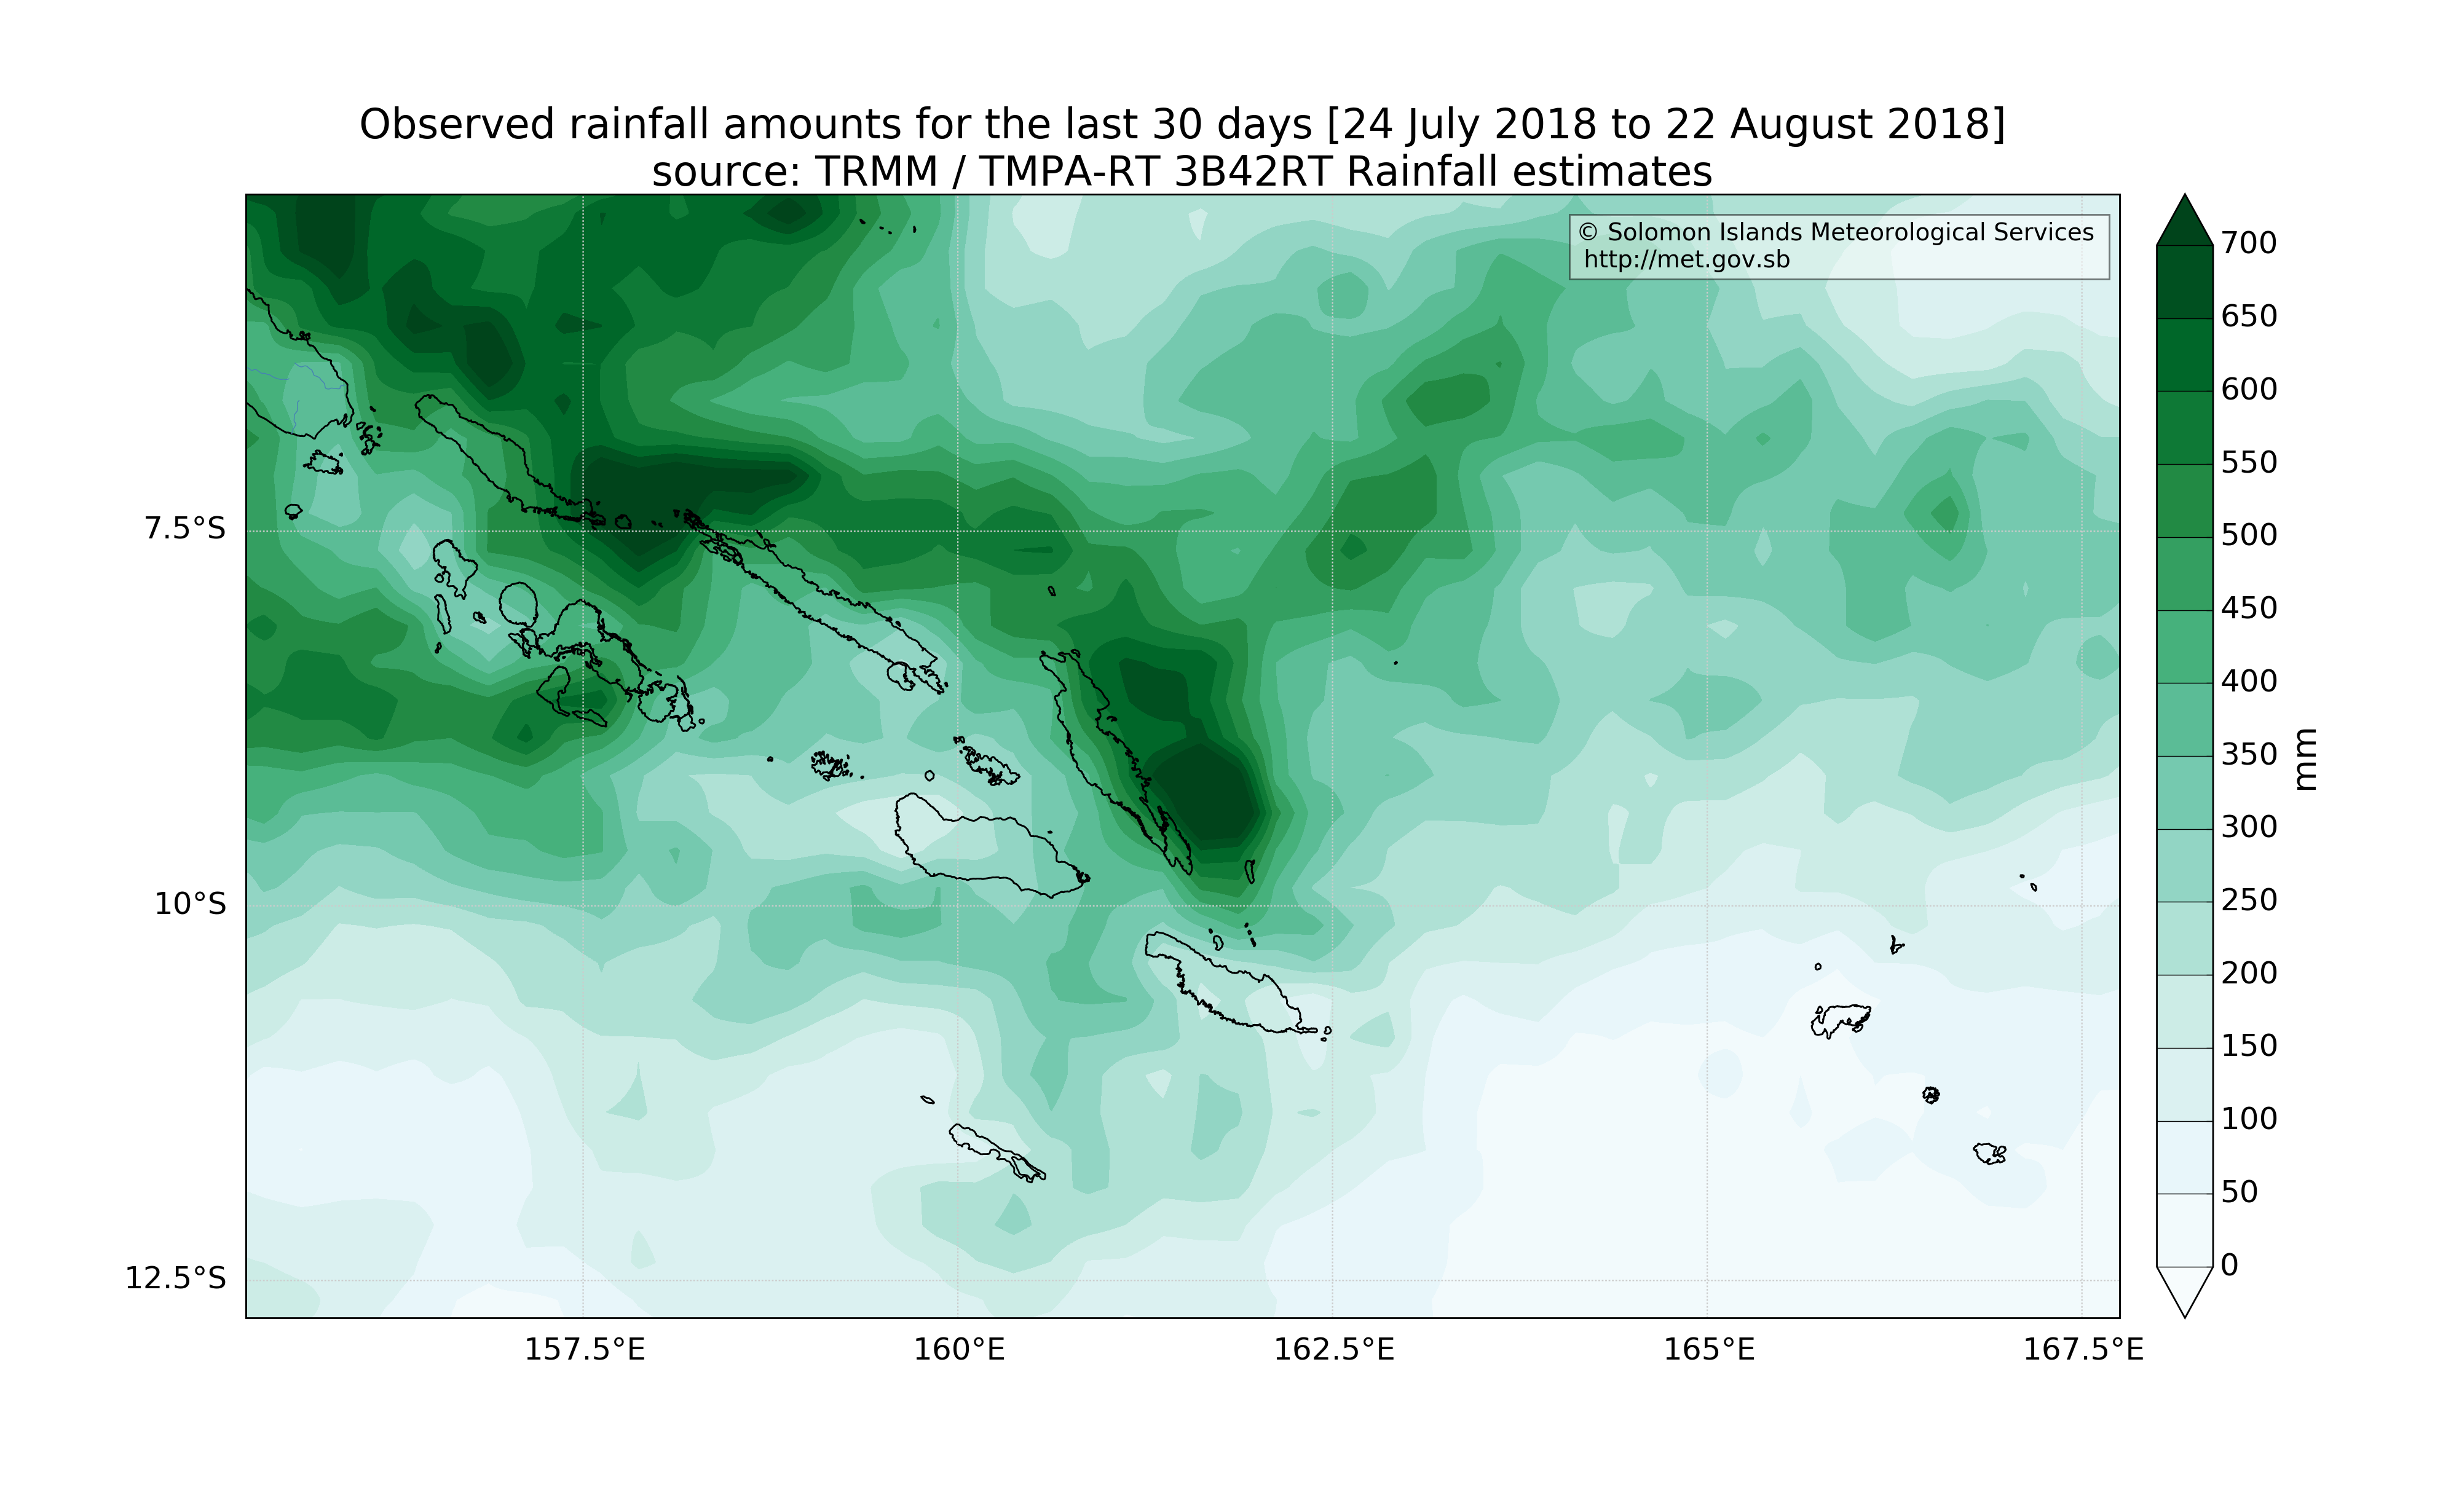 Observed rainfall amounts for the last 30 days [24 July 2018 to 22 August 2018]
source: TRMM / TMPA-RT 3B42RT Rainfall estimates
© Solomon Islands Meteorological Services
http://met.gov.sb
7.5°S
10°S
12.5°S
157.5°E
160°E
162.5°E
165°E
167.5°E
700
650
600
550
500
450
400
350
300
250
200
150
100
50
0
mm